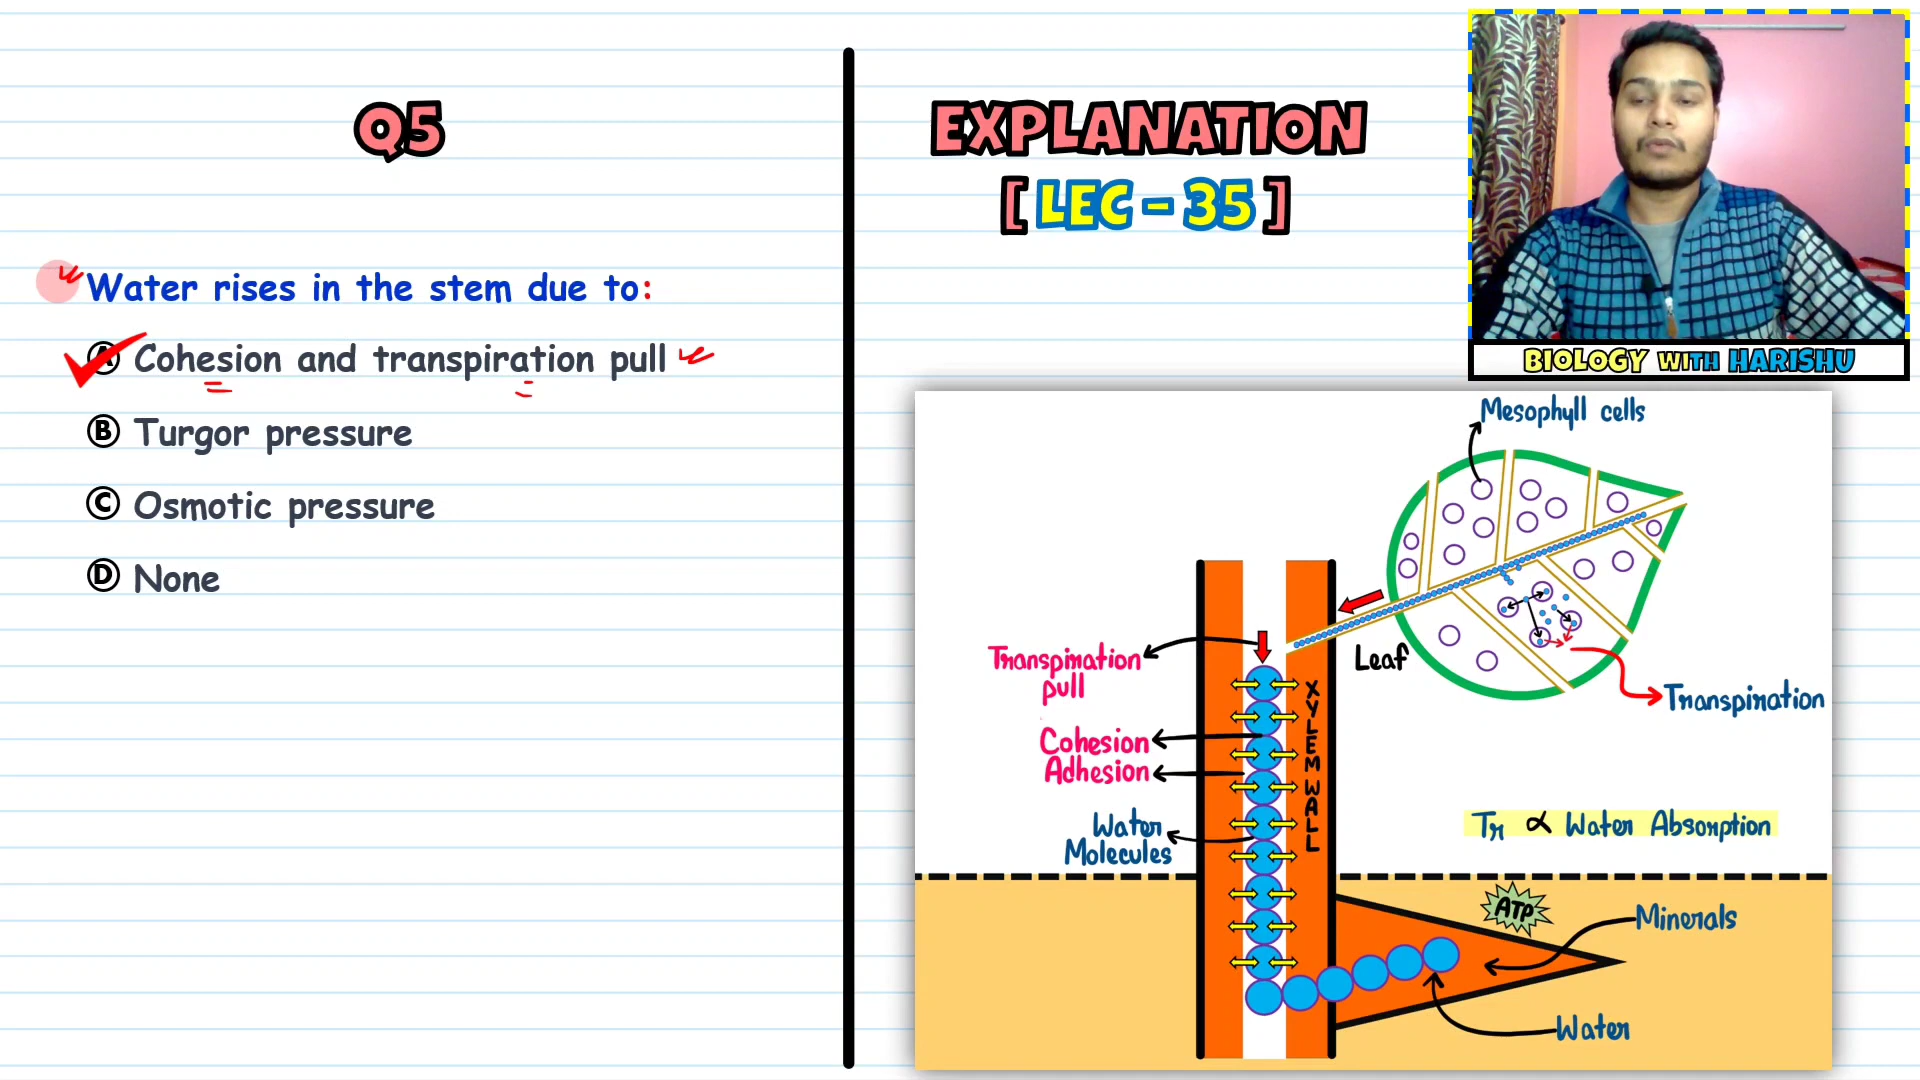 Q5
Water rises in the stem due to:
A Cohesion and transpiration pull
B Turgor pressure
C Osmotic pressure
D None
EXPLANATION
[ LEC - 35 ]
BIOLOGY WITH HARISHU
Mesophyll cells
Leaf
Transpiration
Transpiration
pull
Cohesion
Adhesion
Water
Molecules
XYLEM WALL
Tr ∝ Water Absorption
ATP
Minerals
Water